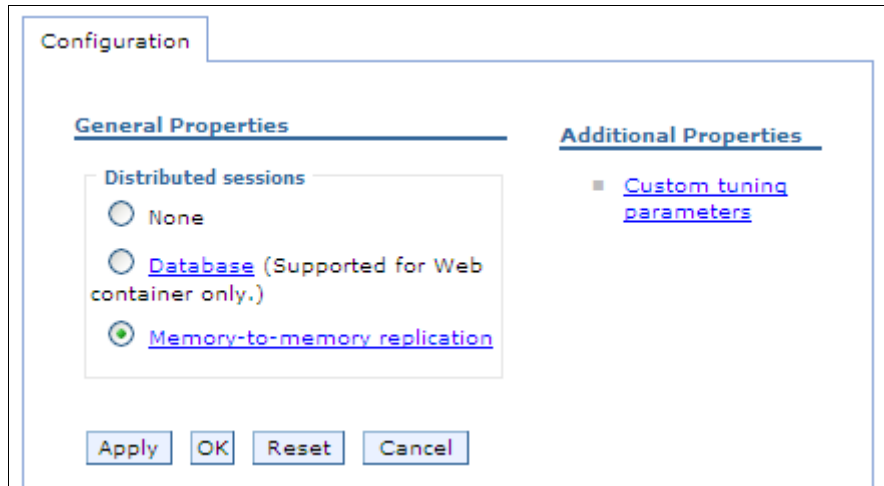 Configuration
General Properties
Distributed sessions
None
Database (Supported for Web
container only.)
Memory-to-memory replication
Additional Properties
Custom tuning
parameters
Apply
OK
Reset
Cancel